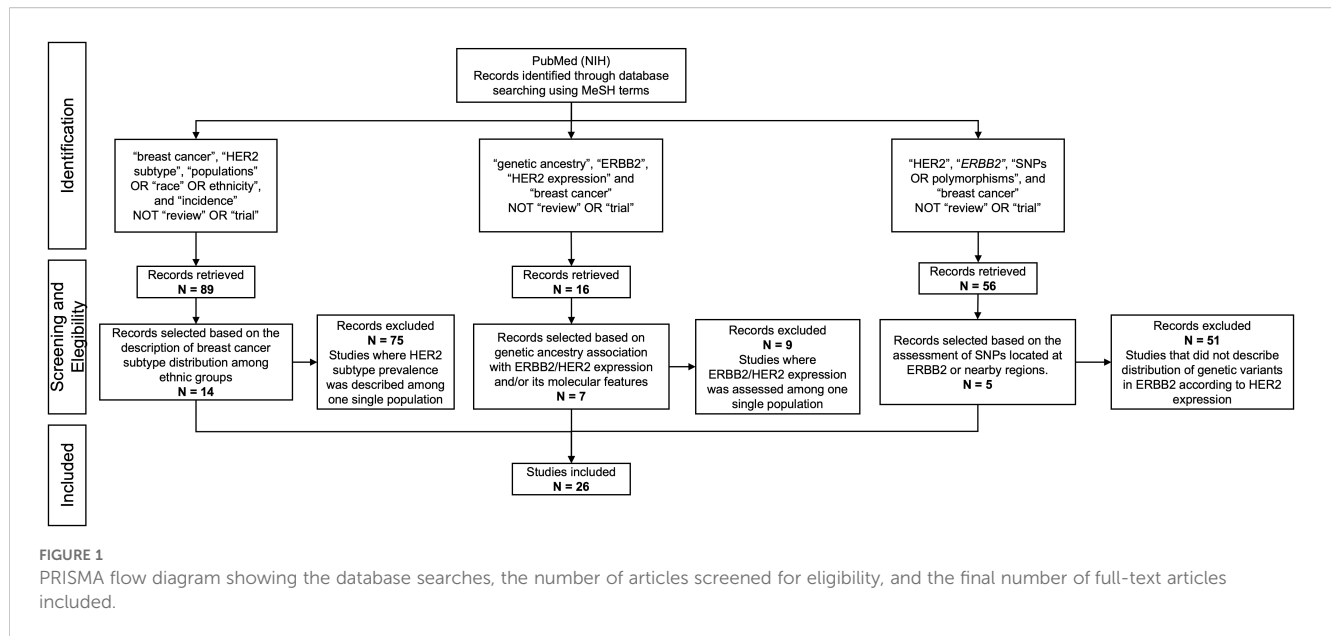 PubMed (NIH)
Records identified through database
searching using MeSH terms
Identification
"breast cancer", "HER2
subtype", "populations"
OR "race" OR ethnicity",
and "incidence"
NOT "review" OR "trial"
"genetic ancestry", "ERBB2",
"HER2 expression" and
"breast cancer"
NOT "review" OR "trial"
"HER2", "ERBB2", "SNPs
OR polymorphisms", and
"breast cancer"
NOT "review" OR "trial"
Screening and
Elegibility
Records retrieved
N = 89
Records retrieved
N = 16
Records retrieved
N = 56
Records selected based on the
description of breast cancer
subtype distribution among
ethnic groups
N = 14
Records excluded
N = 75
Studies where HER2
subtype prevalence
was described among
one single population
Records selected based on
genetic ancestry association
with ERBB2/HER2 expression
and/or its molecular features
N = 7
Records excluded
N = 9
Studies where
ERBB2/HER2 expression
was assessed among one
single population
Records selected based on the
assessment of SNPs located at
ERBB2 or nearby regions.
N = 5
Records excluded
N = 51
Studies that did not describe
distribution of genetic variants
in ERBB2 according to HER2
expression
Included
Studies included
N = 26
FIGURE 1
PRISMA flow diagram showing the database searches, the number of articles screened for eligibility, and the final number of full-text articles
included.